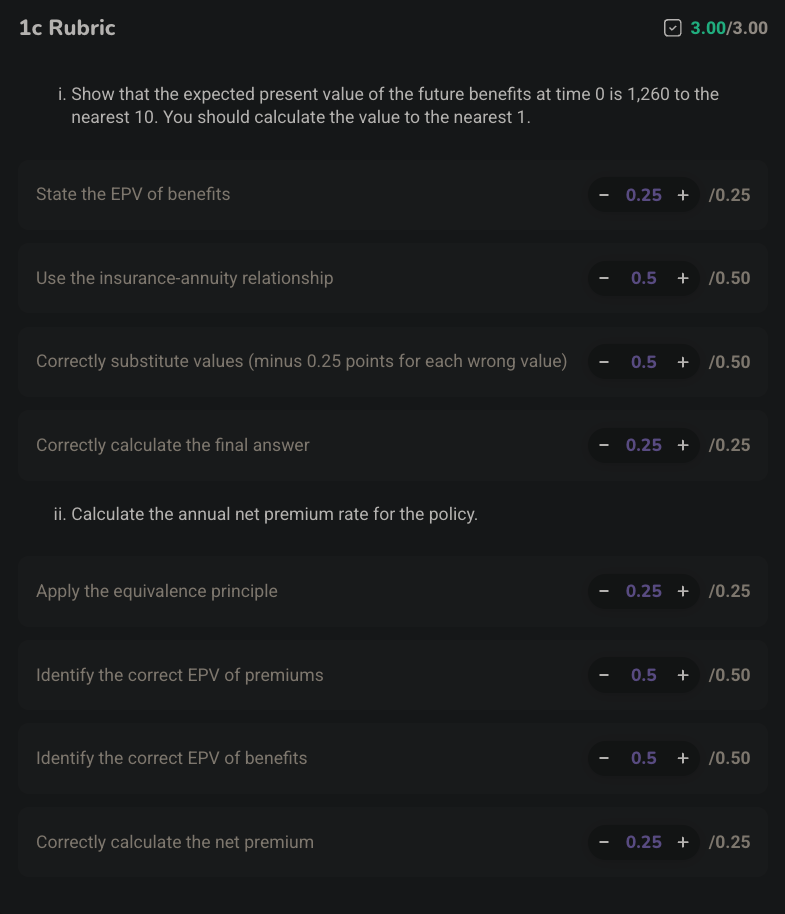 1c Rubric 3.00/3.00
i. Show that the expected present value of the future benefits at time 0 is 1,260 to the
nearest 10. You should calculate the value to the nearest 1.
State the EPV of benefits − 0.25 + /0.25
Use the insurance-annuity relationship − 0.5 + /0.50
Correctly substitute values (minus 0.25 points for each wrong value) − 0.5 + /0.50
Correctly calculate the final answer − 0.25 + /0.25
ii. Calculate the annual net premium rate for the policy.
Apply the equivalence principle − 0.25 + /0.25
Identify the correct EPV of premiums − 0.5 + /0.50
Identify the correct EPV of benefits − 0.5 + /0.50
Correctly calculate the net premium − 0.25 + /0.25